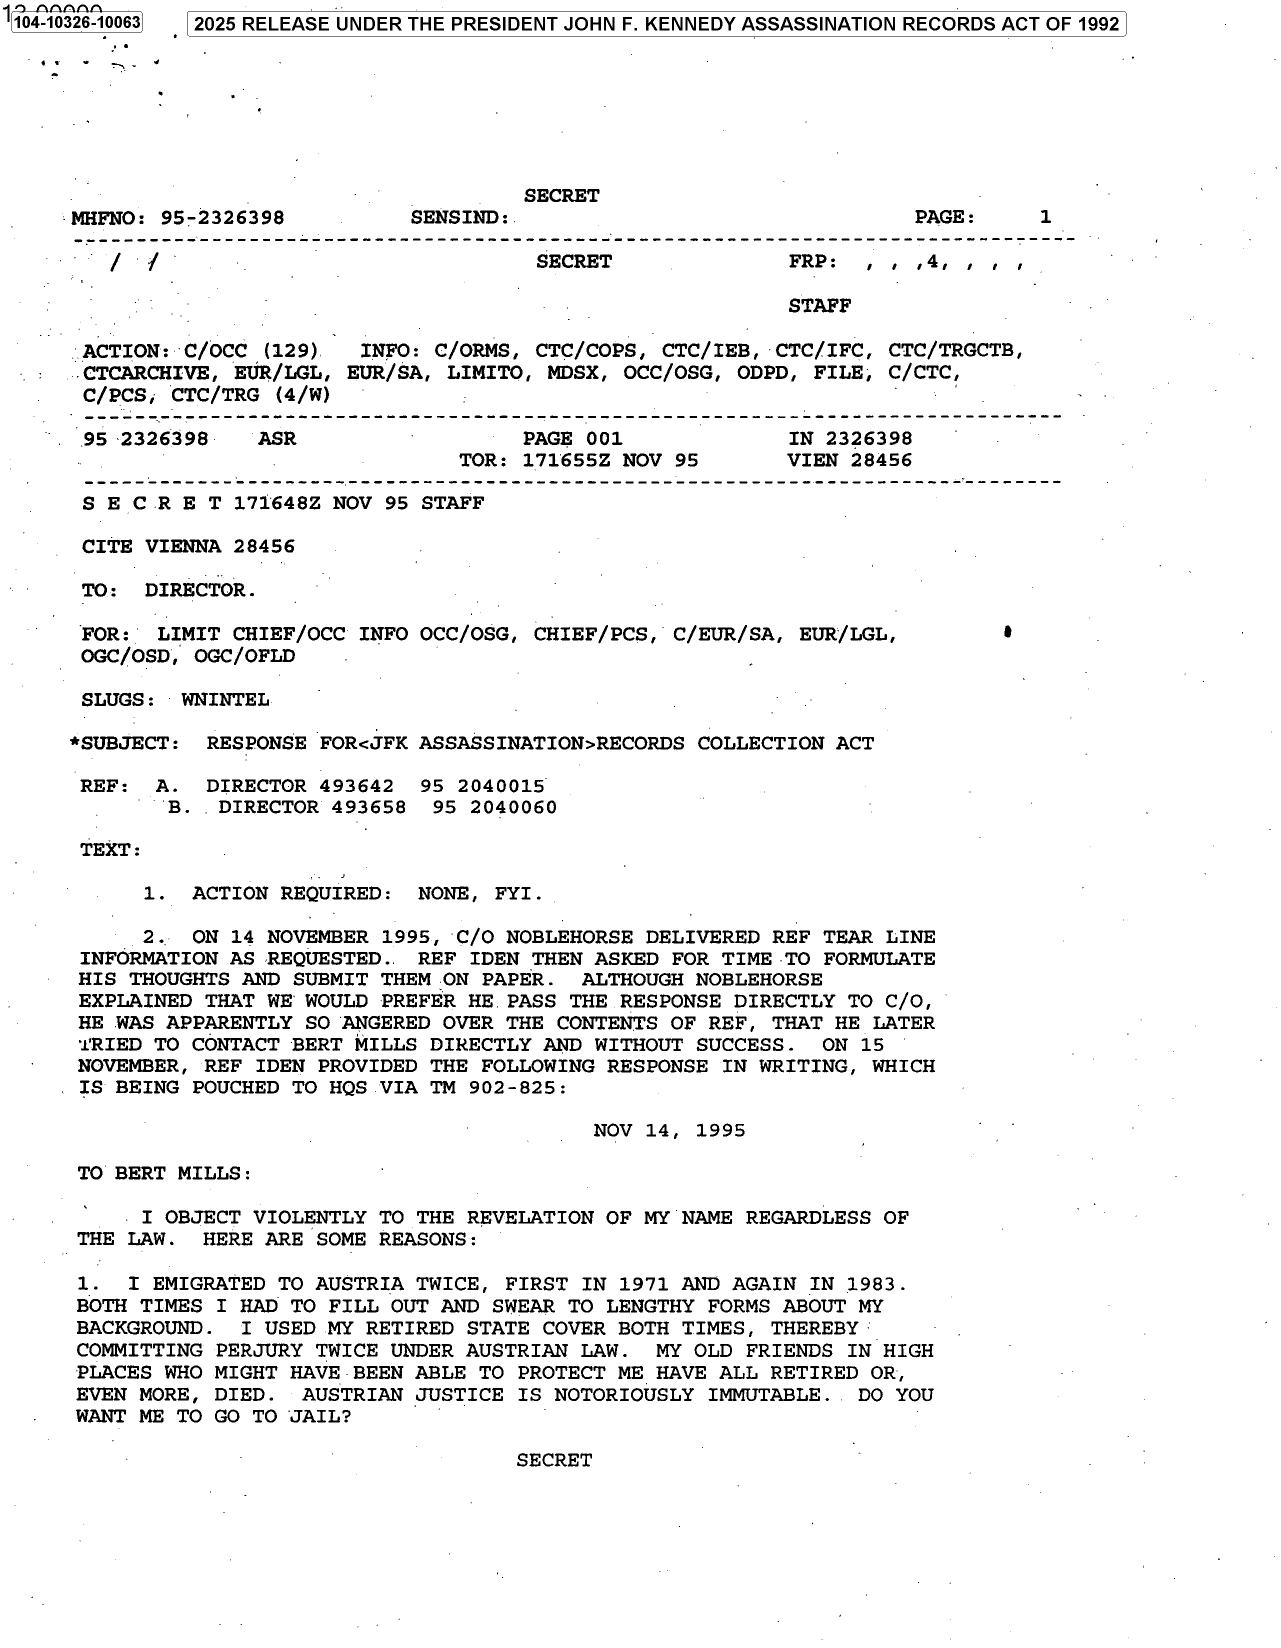 104-10326-10063
2025 RELEASE UNDER THE PRESIDENT JOHN F. KENNEDY ASSASSINATION RECORDS ACT OF 1992
SECRET
MHFNO: 95-2326398 SENSIND: PAGE: 1
--------------------------------------------------------------------------------
/ / SECRET FRP: , , ,4, , , ,
STAFF
ACTION: C/OCC (129) INFO: C/ORMS, CTC/COPS, CTC/IEB, CTC/IFC, CTC/TRGCTB,
CTCARCHIVE, EUR/LGL, EUR/SA, LIMITO, MDSX, OCC/OSG, ODPD, FILE, C/CTC,
C/PCS, CTC/TRG (4/W)
------------------------------------------------------------------------------
95 2326398 ASR PAGE 001 IN 2326398
TOR: 171655Z NOV 95 VIEN 28456
------------------------------------------------------------------------------
S E C R E T 171648Z NOV 95 STAFF
CITE VIENNA 28456
TO: DIRECTOR.
FOR: LIMIT CHIEF/OCC INFO OCC/OSG, CHIEF/PCS, C/EUR/SA, EUR/LGL,
OGC/OSD, OGC/OFLD
SLUGS: WNINTEL
*SUBJECT: RESPONSE FOR<JFK ASSASSINATION>RECORDS COLLECTION ACT
REF: A. DIRECTOR 493642 95 2040015
B. DIRECTOR 493658 95 2040060
TEXT:
1. ACTION REQUIRED: NONE, FYI.
2. ON 14 NOVEMBER 1995, C/O NOBLEHORSE DELIVERED REF TEAR LINE
INFORMATION AS REQUESTED. REF IDEN THEN ASKED FOR TIME TO FORMULATE
HIS THOUGHTS AND SUBMIT THEM ON PAPER. ALTHOUGH NOBLEHORSE
EXPLAINED THAT WE WOULD PREFER HE PASS THE RESPONSE DIRECTLY TO C/O,
HE WAS APPARENTLY SO ANGERED OVER THE CONTENTS OF REF, THAT HE LATER
TRIED TO CONTACT BERT MILLS DIRECTLY AND WITHOUT SUCCESS. ON 15
NOVEMBER, REF IDEN PROVIDED THE FOLLOWING RESPONSE IN WRITING, WHICH
IS BEING POUCHED TO HQS VIA TM 902-825:
NOV 14, 1995
TO BERT MILLS:
I OBJECT VIOLENTLY TO THE REVELATION OF MY NAME REGARDLESS OF
THE LAW. HERE ARE SOME REASONS:
1. I EMIGRATED TO AUSTRIA TWICE, FIRST IN 1971 AND AGAIN IN 1983.
BOTH TIMES I HAD TO FILL OUT AND SWEAR TO LENGTHY FORMS ABOUT MY
BACKGROUND. I USED MY RETIRED STATE COVER BOTH TIMES, THEREBY
COMMITTING PERJURY TWICE UNDER AUSTRIAN LAW. MY OLD FRIENDS IN HIGH
PLACES WHO MIGHT HAVE BEEN ABLE TO PROTECT ME HAVE ALL RETIRED OR,
EVEN MORE, DIED. AUSTRIAN JUSTICE IS NOTORIOUSLY IMMUTABLE. DO YOU
WANT ME TO GO TO JAIL?
SECRET